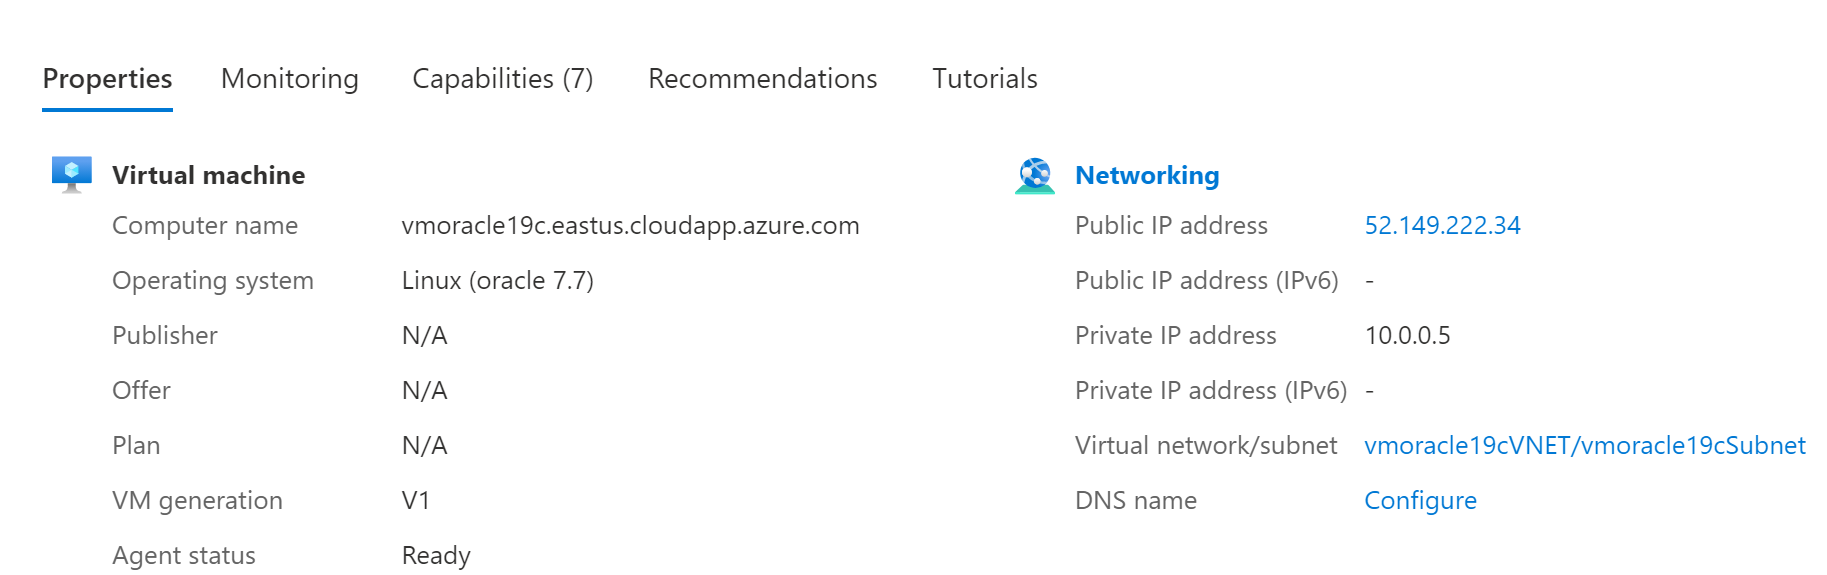 Properties Monitoring Capabilities (7) Recommendations Tutorials
Virtual machine
Computer name vmoracle19c.eastus.cloudapp.azure.com
Operating system Linux (oracle 7.7)
Publisher N/A
Offer N/A
Plan N/A
VM generation V1
Agent status Ready
Networking
Public IP address 52.149.222.34
Public IP address (IPv6) -
Private IP address 10.0.0.5
Private IP address (IPv6) -
Virtual network/subnet vmoracle19cVNET/vmoracle19cSubnet
DNS name Configure